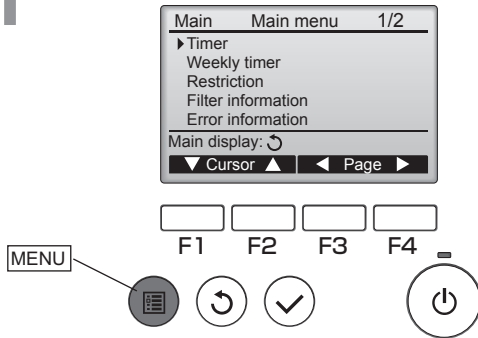 Main Main menu 1/2
Timer
Weekly timer
Restriction
Filter information
Error information
Main display:
Cursor Page
F1 F2 F3 F4
MENU